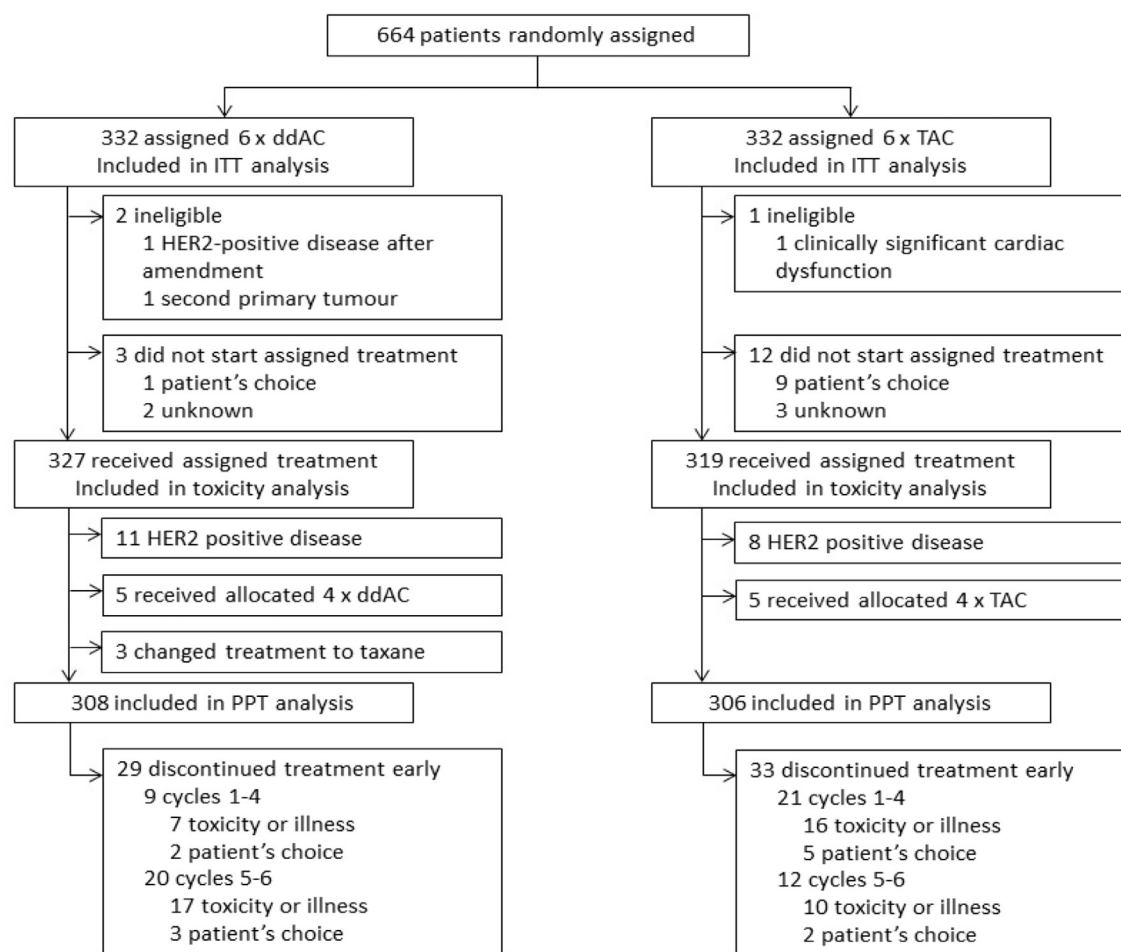 664 patients randomly assigned
332 assigned 6 x ddAC
Included in ITT analysis
2 ineligible
1 HER2-positive disease after
amendment
1 second primary tumour
3 did not start assigned treatment
1 patient's choice
2 unknown
327 received assigned treatment
Included in toxicity analysis
11 HER2 positive disease
5 received allocated 4 x ddAC
3 changed treatment to taxane
308 included in PPT analysis
29 discontinued treatment early
9 cycles 1-4
7 toxicity or illness
2 patient's choice
20 cycles 5-6
17 toxicity or illness
3 patient's choice
332 assigned 6 x TAC
Included in ITT analysis
1 ineligible
1 clinically significant cardiac
dysfunction
12 did not start assigned treatment
9 patient's choice
3 unknown
319 received assigned treatment
Included in toxicity analysis
8 HER2 positive disease
5 received allocated 4 x TAC
306 included in PPT analysis
33 discontinued treatment early
21 cycles 1-4
16 toxicity or illness
5 patient's choice
12 cycles 5-6
10 toxicity or illness
2 patient's choice